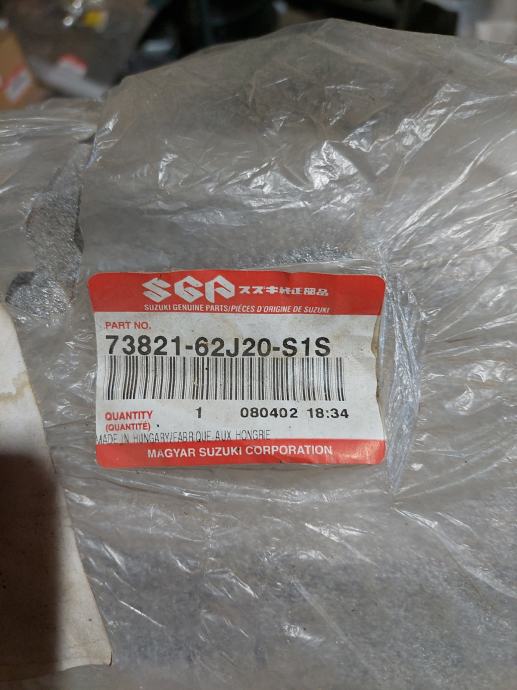 SGP スズキ純正部品
SUZUKI GENUINE PARTS/PIÈCES D'ORIGINE DE SUZUKI
PART NO.
73821-62J20-S1S
QUANTITY 1 080402 18:34
(QUANTITÉ)
MADE IN HUNGARY/FABRIQUE AUX HONGRIE
MAGYAR SUZUKI CORPORATION